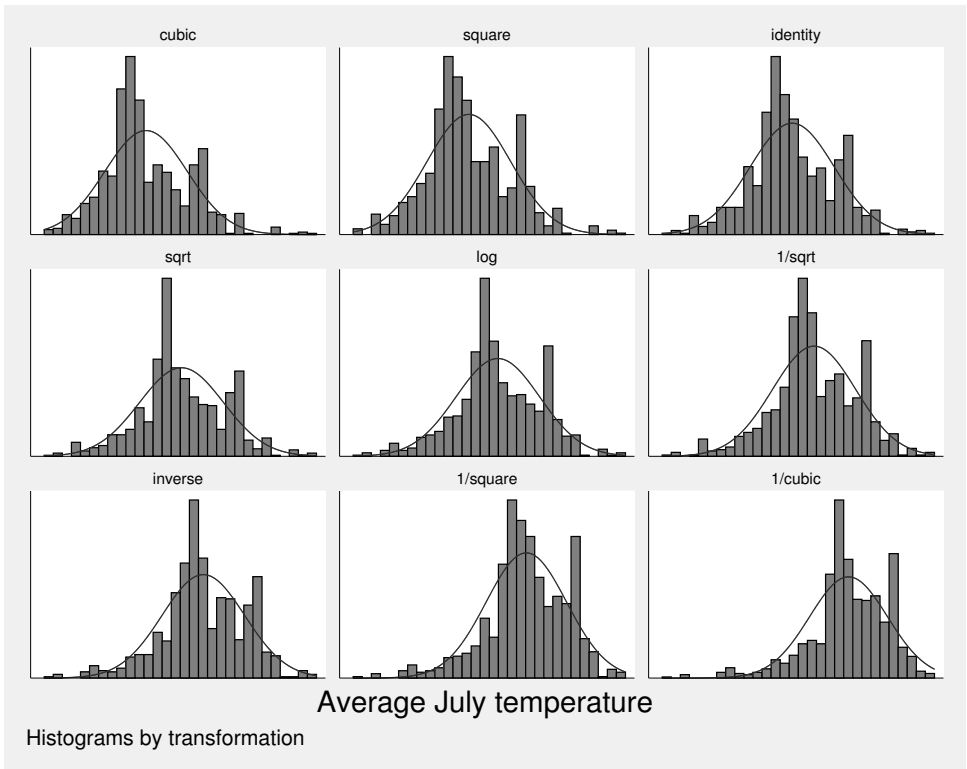 cubic
square
identity
sqrt
log
1/sqrt
inverse
1/square
1/cubic
Average July temperature
Histograms by transformation